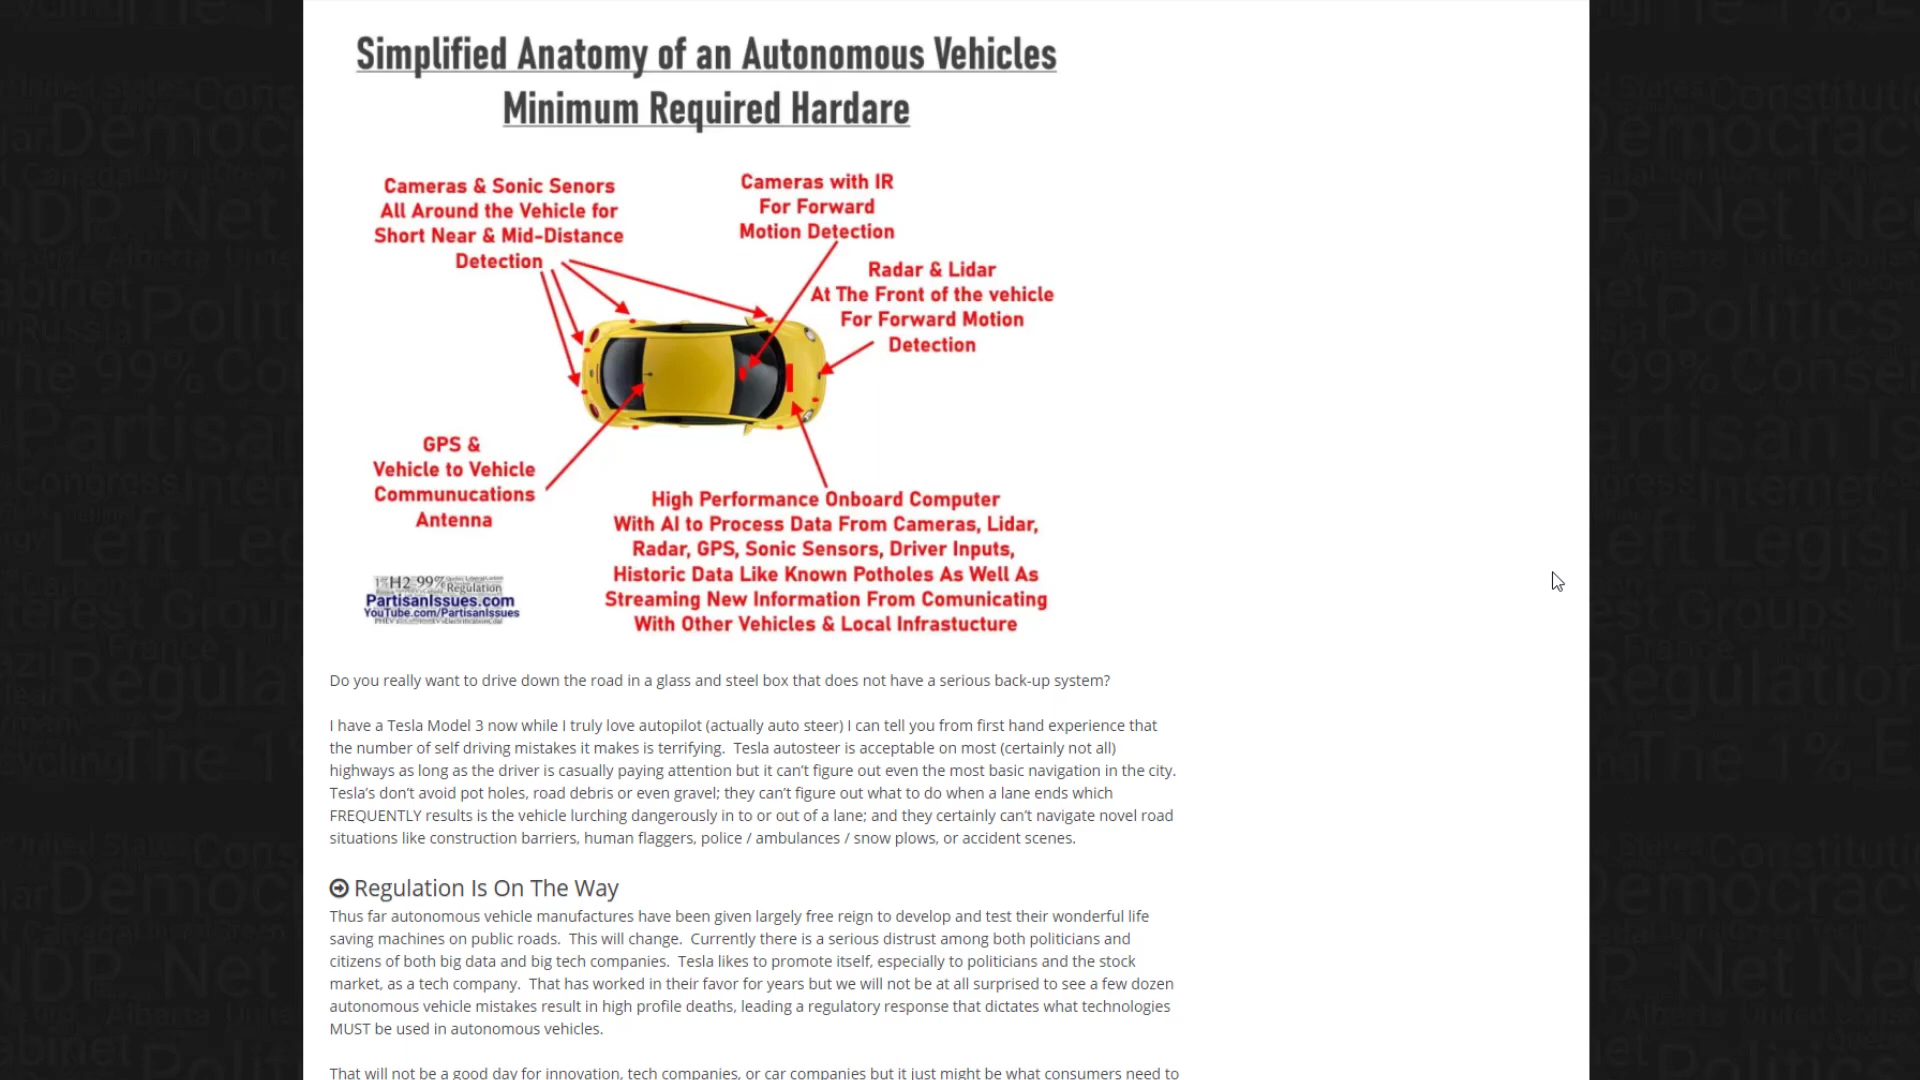 Simplified Anatomy of an Autonomous Vehicles
Minimum Required Hardare
Cameras & Sonic Senors
All Around the Vehicle for
Short Near & Mid-Distance
Detection
Cameras with IR
For Forward
Motion Detection
Radar & Lidar
At The Front of the vehicle
For Forward Motion
Detection
GPS &
Vehicle to Vehicle
Communucations
Antenna
High Performance Onboard Computer
With AI to Process Data From Cameras, Lidar,
Radar, GPS, Sonic Sensors, Driver Inputs,
Historic Data Like Known Potholes As Well As
Streaming New Information From Comunicating
With Other Vehicles & Local Infrastucture
H2 99%
Regulation
PartisanIssues.com
YouTube.com/PartisanIssues
Do you really want to drive down the road in a glass and steel box that does not have a serious back-up system?
I have a Tesla Model 3 now while I truly love autopilot (actually auto steer) I can tell you from first hand experience that
the number of self driving mistakes it makes is terrifying. Tesla autosteer is acceptable on most (certainly not all)
highways as long as the driver is casually paying attention but it can't figure out even the most basic navigation in the city.
Tesla's don't avoid pot holes, road debris or even gravel; they can't figure out what to do when a lane ends which
FREQUENTLY results is the vehicle lurching dangerously in to or out of a lane; and they certainly can't navigate novel road
situations like construction barriers, human flaggers, police / ambulances / snow plows, or accident scenes.
Regulation Is On The Way
Thus far autonomous vehicle manufactures have been given largely free reign to develop and test their wonderful life
saving machines on public roads. This will change. Currently there is a serious distrust among both politicians and
citizens of both big data and big tech companies. Tesla likes to promote itself, especially to politicians and the stock
market, as a tech company. That has worked in their favor for years but we will not be at all surprised to see a few dozen
autonomous vehicle mistakes result in high profile deaths, leading a regulatory response that dictates what technologies
MUST be used in autonomous vehicles.
That will not be a good day for innovation, tech companies, or car companies but it just might be what consumers need to